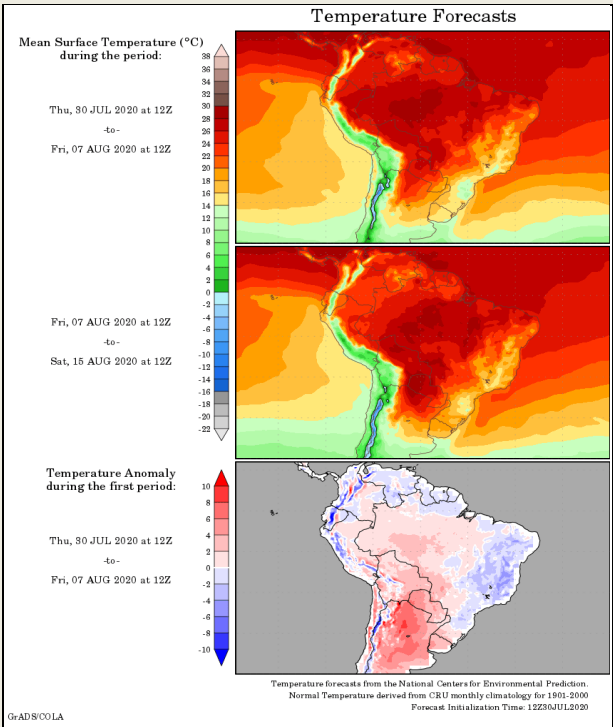 Temperature Forecasts
Mean Surface Temperature (°C)
during the period:
Thu, 30 JUL 2020 at 12Z
-to-
Fri, 07 AUG 2020 at 12Z
38
36
34
32
30
28
26
24
22
20
18
16
14
12
10
8
6
4
2
0
-2
-4
-6
-8
-10
-12
-14
-16
-18
-20
-22
Fri, 07 AUG 2020 at 12Z
-to-
Sat, 15 AUG 2020 at 12Z
Temperature Anomaly
during the first period:
Thu, 30 JUL 2020 at 12Z
-to-
Fri, 07 AUG 2020 at 12Z
10
8
6
4
2
0
-2
-4
-6
-8
-10
Temperature forecasts from the National Centers for Environmental Prediction.
Normal Temperature derived from CRU monthly climatology for 1901-2000
Forecast Initialization Time: 12Z30JUL2020
GrADS/COLA